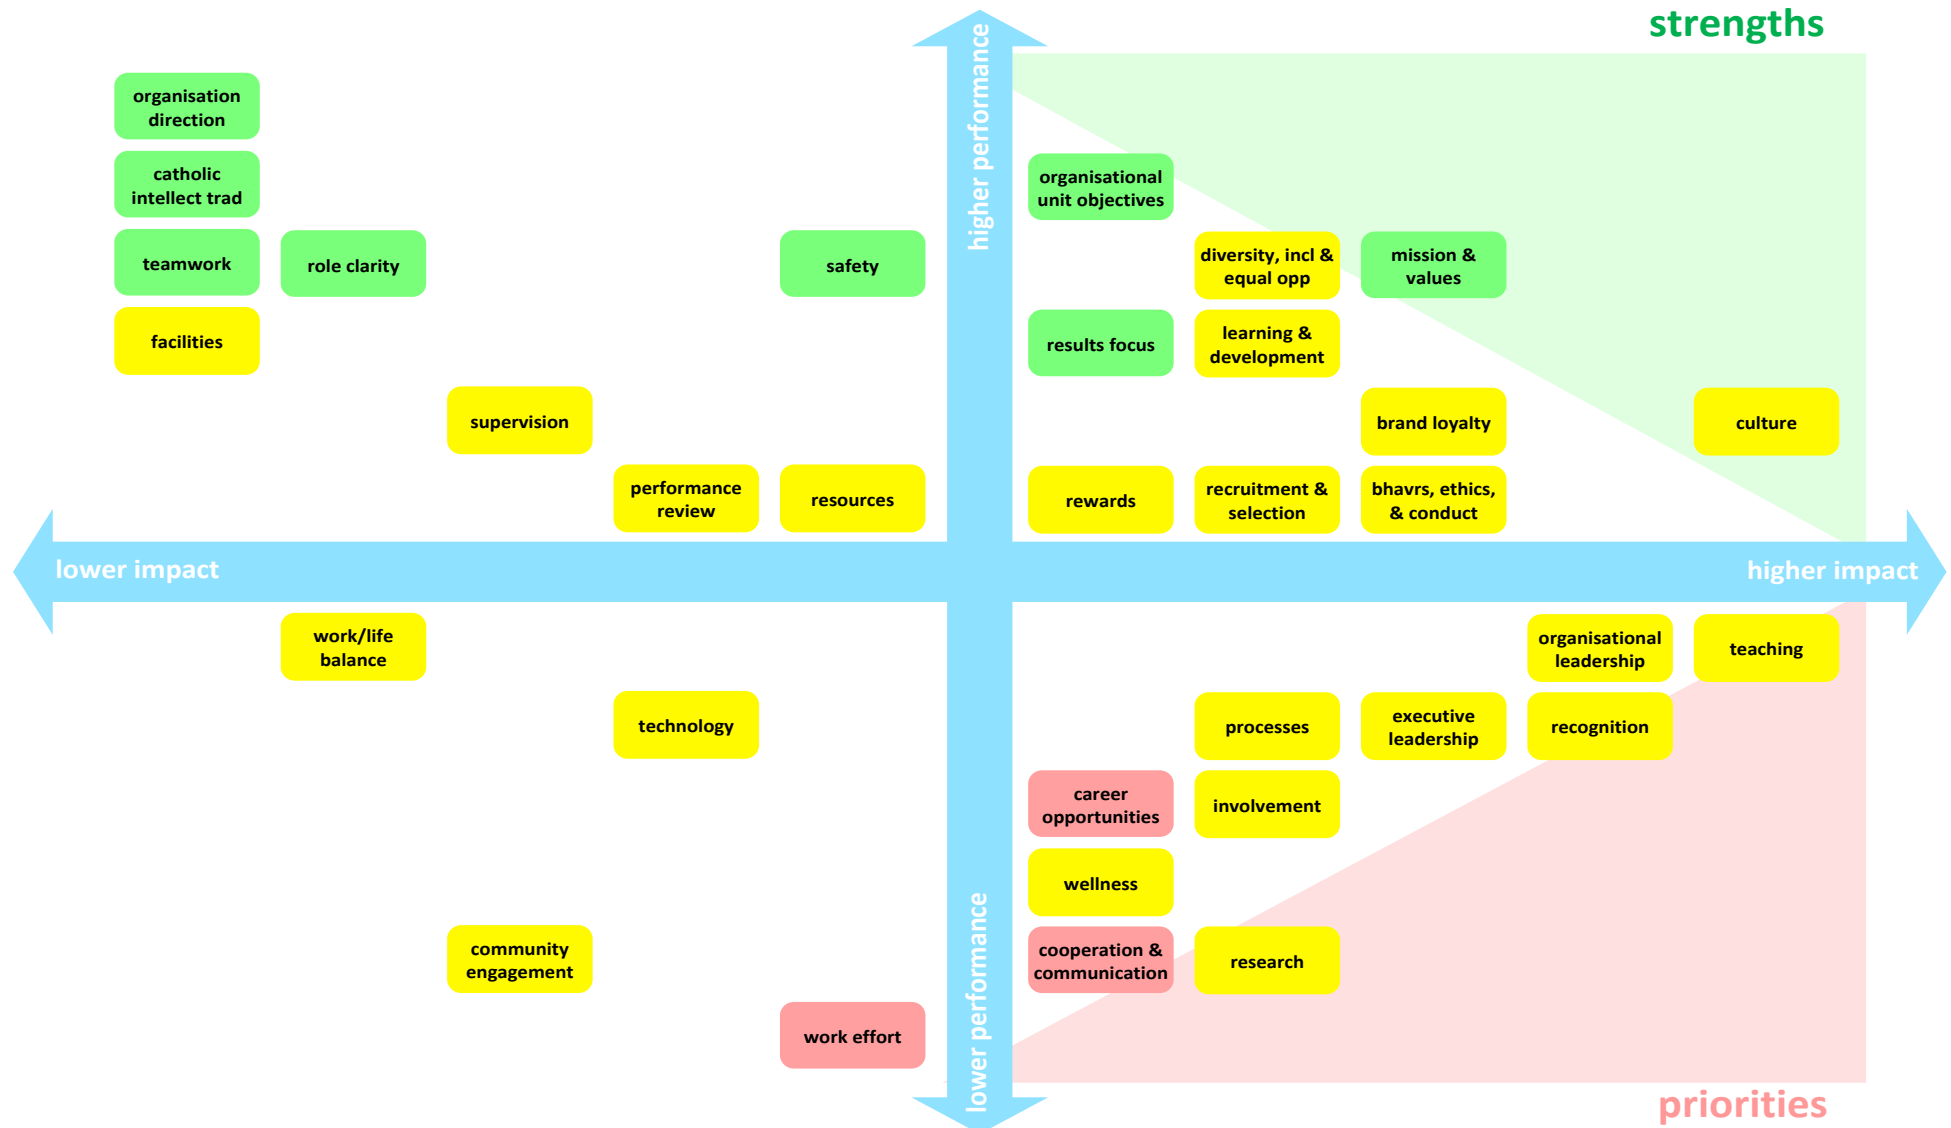 strengths
higher performance
organisation
direction
catholic
intellect trad
organisational
unit objectives
teamwork
role clarity
safety
diversity, incl &
equal opp
mission &
values
facilities
results focus
learning &
development
supervision
brand loyalty
culture
performance
review
resources
rewards
recruitment &
selection
bhavrs, ethics,
& conduct
lower impact
higher impact
work/life
balance
organisational
leadership
teaching
technology
processes
executive
leadership
recognition
career
opportunities
involvement
wellness
lower performance
community
engagement
cooperation &
communication
research
work effort
priorities